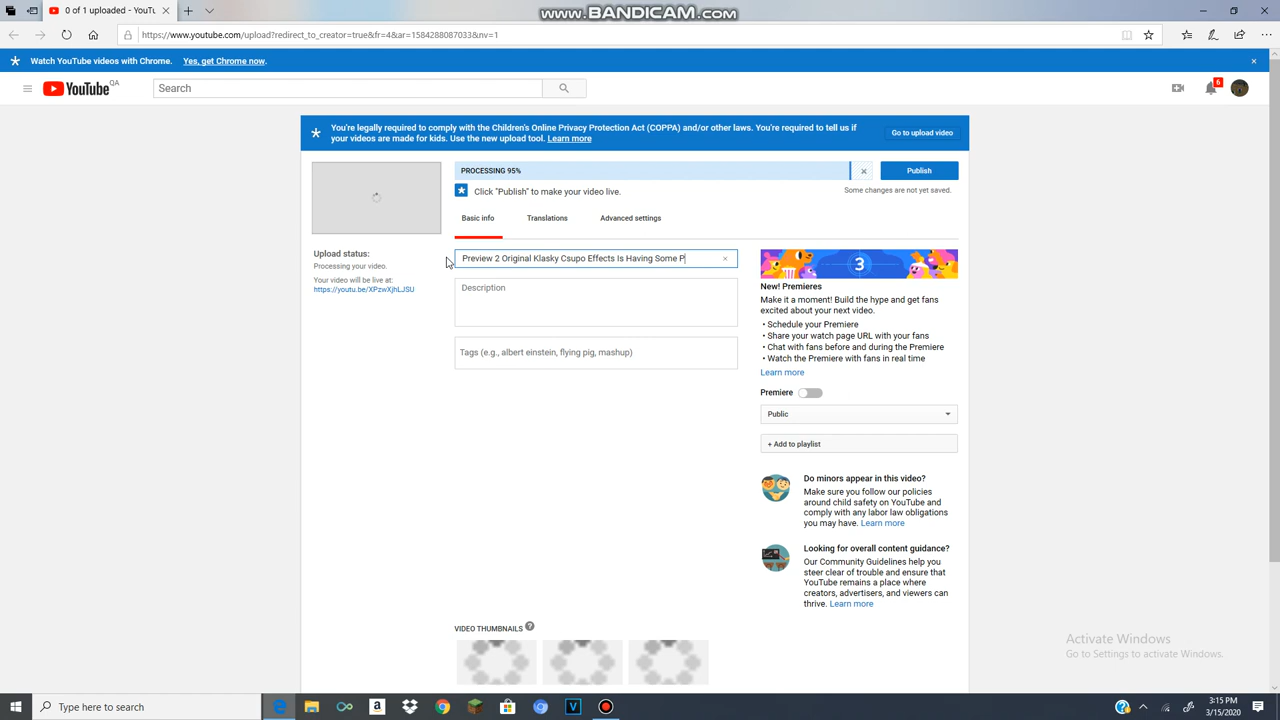 0 of 1 uploaded - YouTu
www.BANDICAM.com
https://www.youtube.com/upload?redirect_to_creator=true&fr=4&ar=1584288087033&nv=1
Watch YouTube videos with Chrome. Yes, get Chrome now.
YouTube QA
Search
6
You're legally required to comply with the Children's Online Privacy Protection Act (COPPA) and/or other laws. You're required to tell us if
your videos are made for kids. Use the new upload tool. Learn more
Go to upload video
PROCESSING 95%
Publish
Click "Publish" to make your video live.
Some changes are not yet saved.
Basic info
Translations
Advanced settings
Upload status:
Processing your video.
Your video will be live at:
https://youtu.be/XPzwXjhLJSU
Preview 2 Original Klasky Csupo Effects Is Having Some P
Description
Tags (e.g., albert einstein, flying pig, mashup)
3
New! Premieres
Make it a moment! Build the hype and get fans
excited about your next video.
• Schedule your Premiere
• Share your watch page URL with your fans
• Chat with fans before and during the Premiere
• Watch the Premiere with fans in real time
Learn more
Premiere
Public
+ Add to playlist
Do minors appear in this video?
Make sure you follow our policies
around child safety on YouTube and
comply with any labor law obligations
you may have. Learn more
Looking for overall content guidance?
Our Community Guidelines help you
steer clear of trouble and ensure that
YouTube remains a place where
creators, advertisers, and viewers can
thrive. Learn more
VIDEO THUMBNAILS ?
Activate Windows
Go to Settings to activate Windows.
Type here to search
3:15 PM
3/15/2020